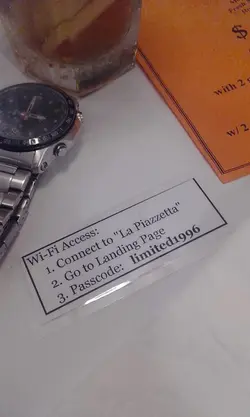 $
with 2
w/ 2
Wi-Fi Access:
1. Connect to "La Piazzetta"
2. Go to Landing Page
3. Passcode: limited1996